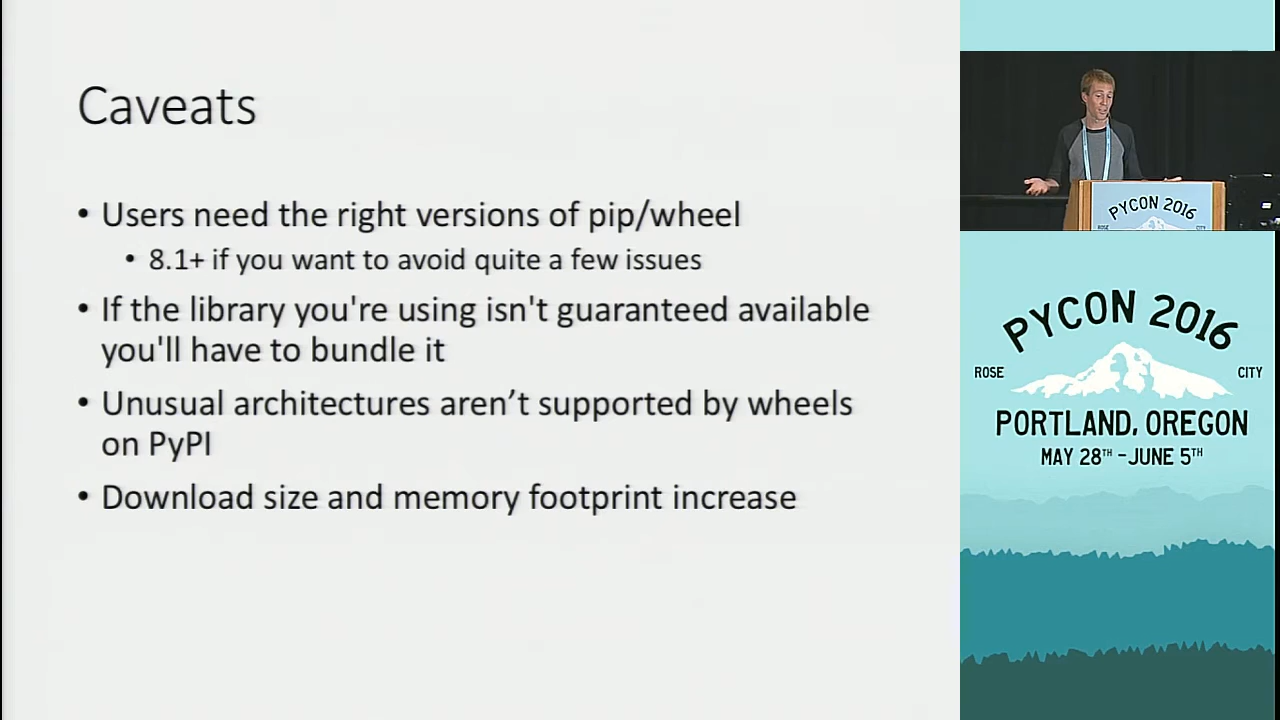 Caveats
• Users need the right versions of pip/wheel
• 8.1+ if you want to avoid quite a few issues
• If the library you're using isn't guaranteed available
you'll have to bundle it
• Unusual architectures aren’t supported by wheels
on PyPI
• Download size and memory footprint increase
PYCON 2016
ROSE CITY
PYCON 2016
ROSE CITY
PORTLAND, OREGON
MAY 28TH - JUNE 5TH